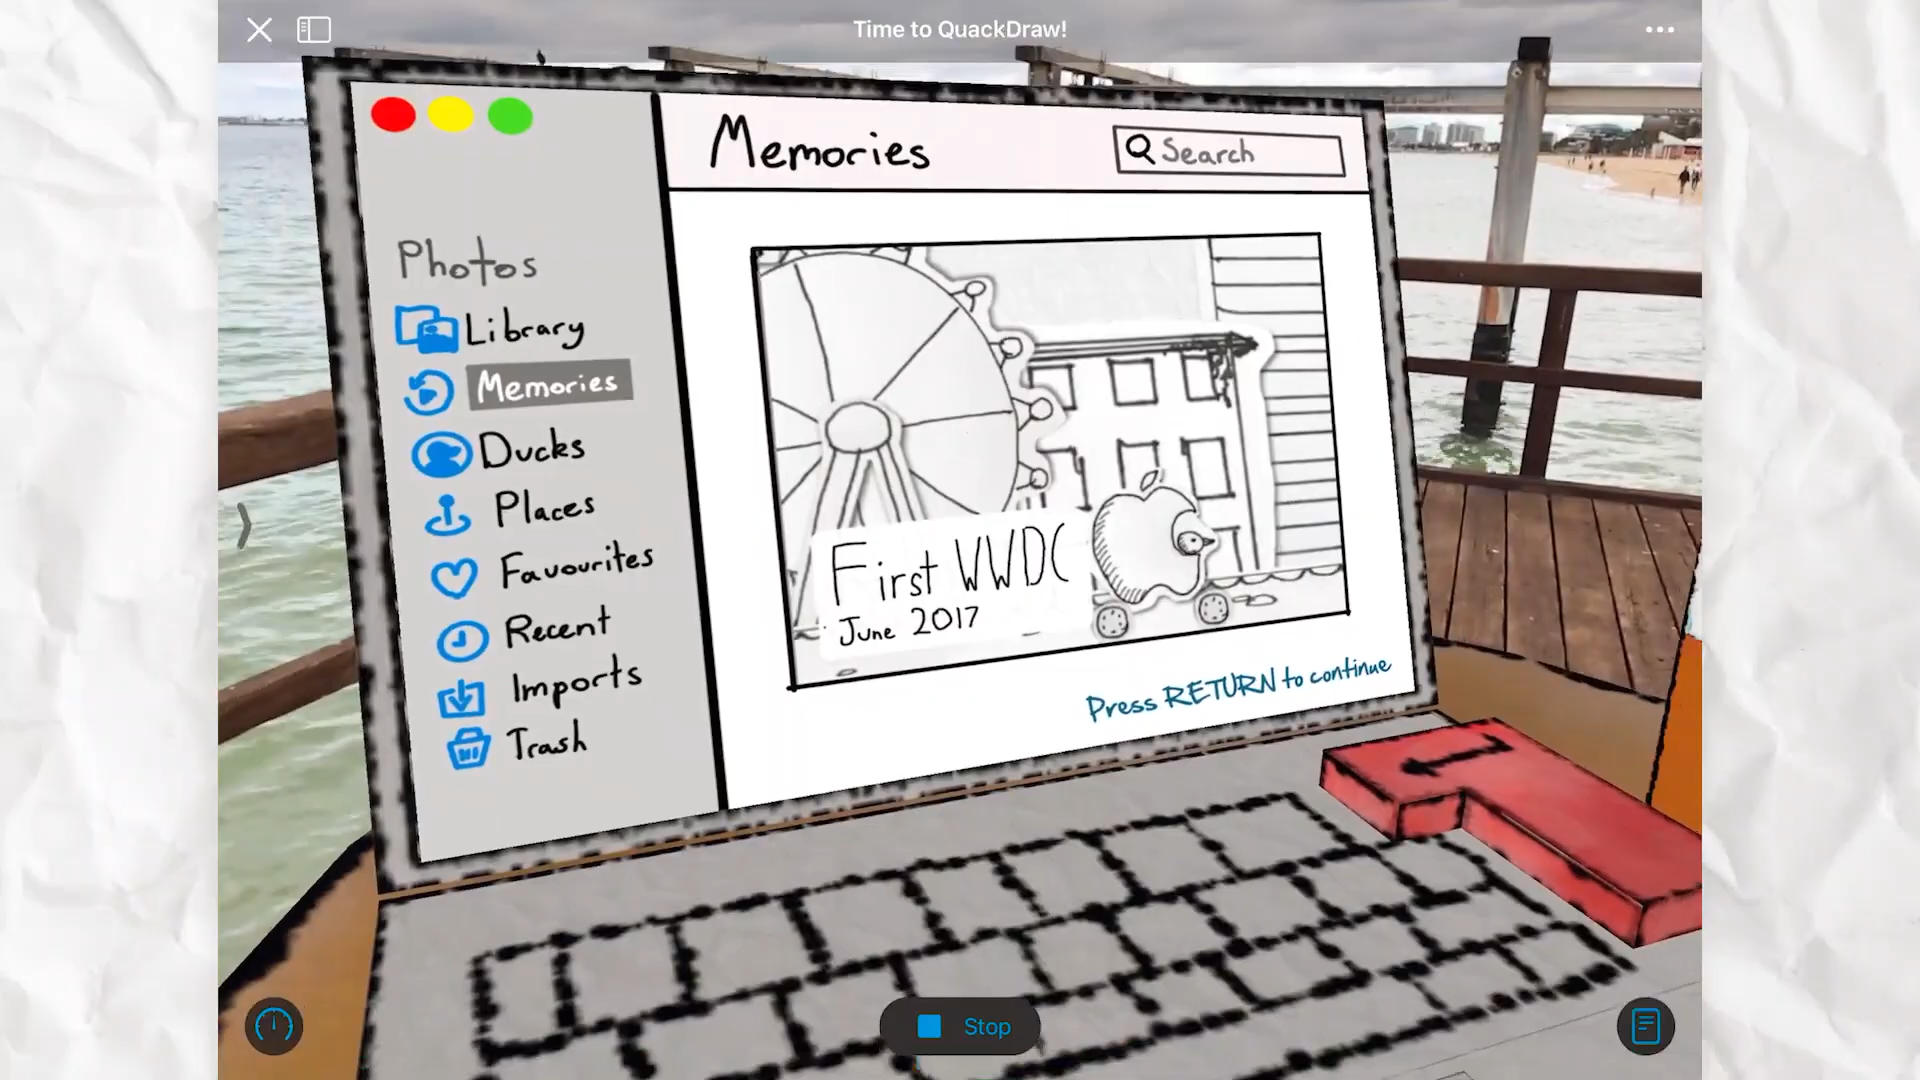 Time to QuackDraw!
Memories
Search
Photos
Library
Memories
Ducks
Places
Favourites
Recent
Imports
Trash
First WWDC
June 2017
Press RETURN to continue
Stop